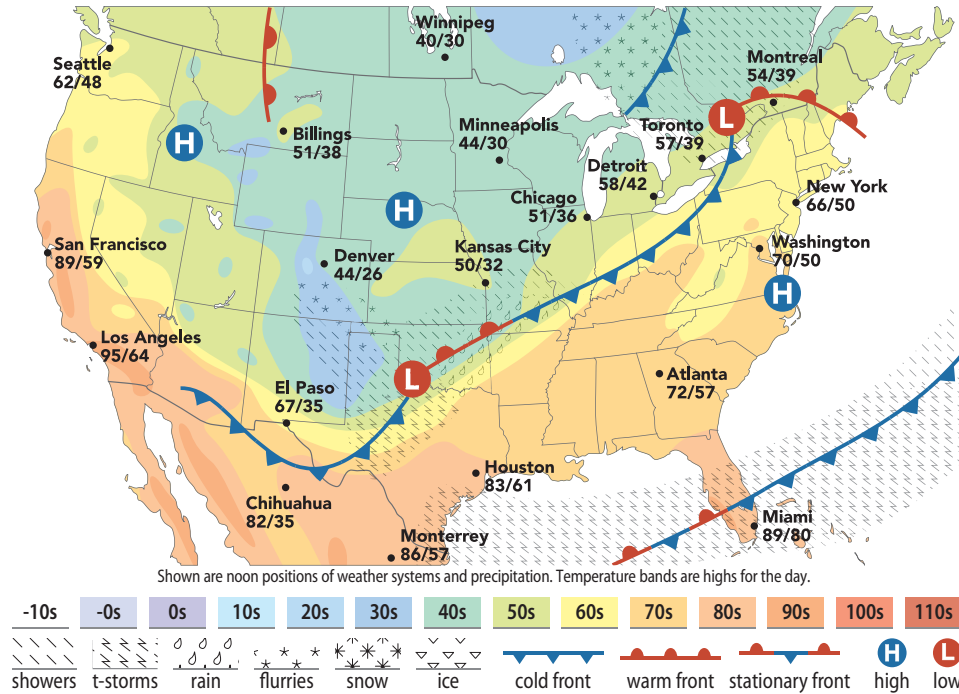 Winnipeg
40/30
Seattle
62/48
Montreal
54/39
H
Billings
51/38
Minneapolis
44/30
L
Toronto
57/39
Detroit
58/42
H
Chicago
51/36
New York
66/50
San Francisco
89/59
Denver
44/26
Kansas City
50/32
Washington
70/50
H
Los Angeles
95/64
L
El Paso
67/35
Atlanta
72/57
Houston
83/61
Chihuahua
82/35
Miami
89/80
Monterrey
86/57
Shown are noon positions of weather systems and precipitation. Temperature bands are highs for the day.
-10s -0s 0s 10s 20s 30s 40s 50s 60s 70s 80s 90s 100s 110s
H L
showers t-storms rain flurries snow ice cold front warm front stationary front high low